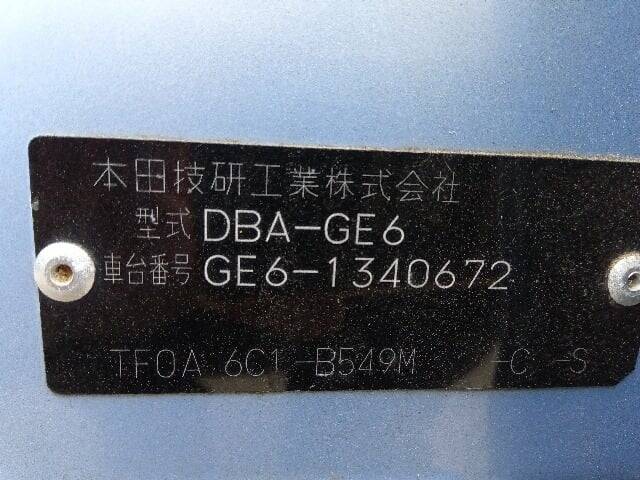 本田技研工業株式会社
型式 DBA-GE6
車台番号 GE6-1340672
TF0A 6C1 -B549M -C -S